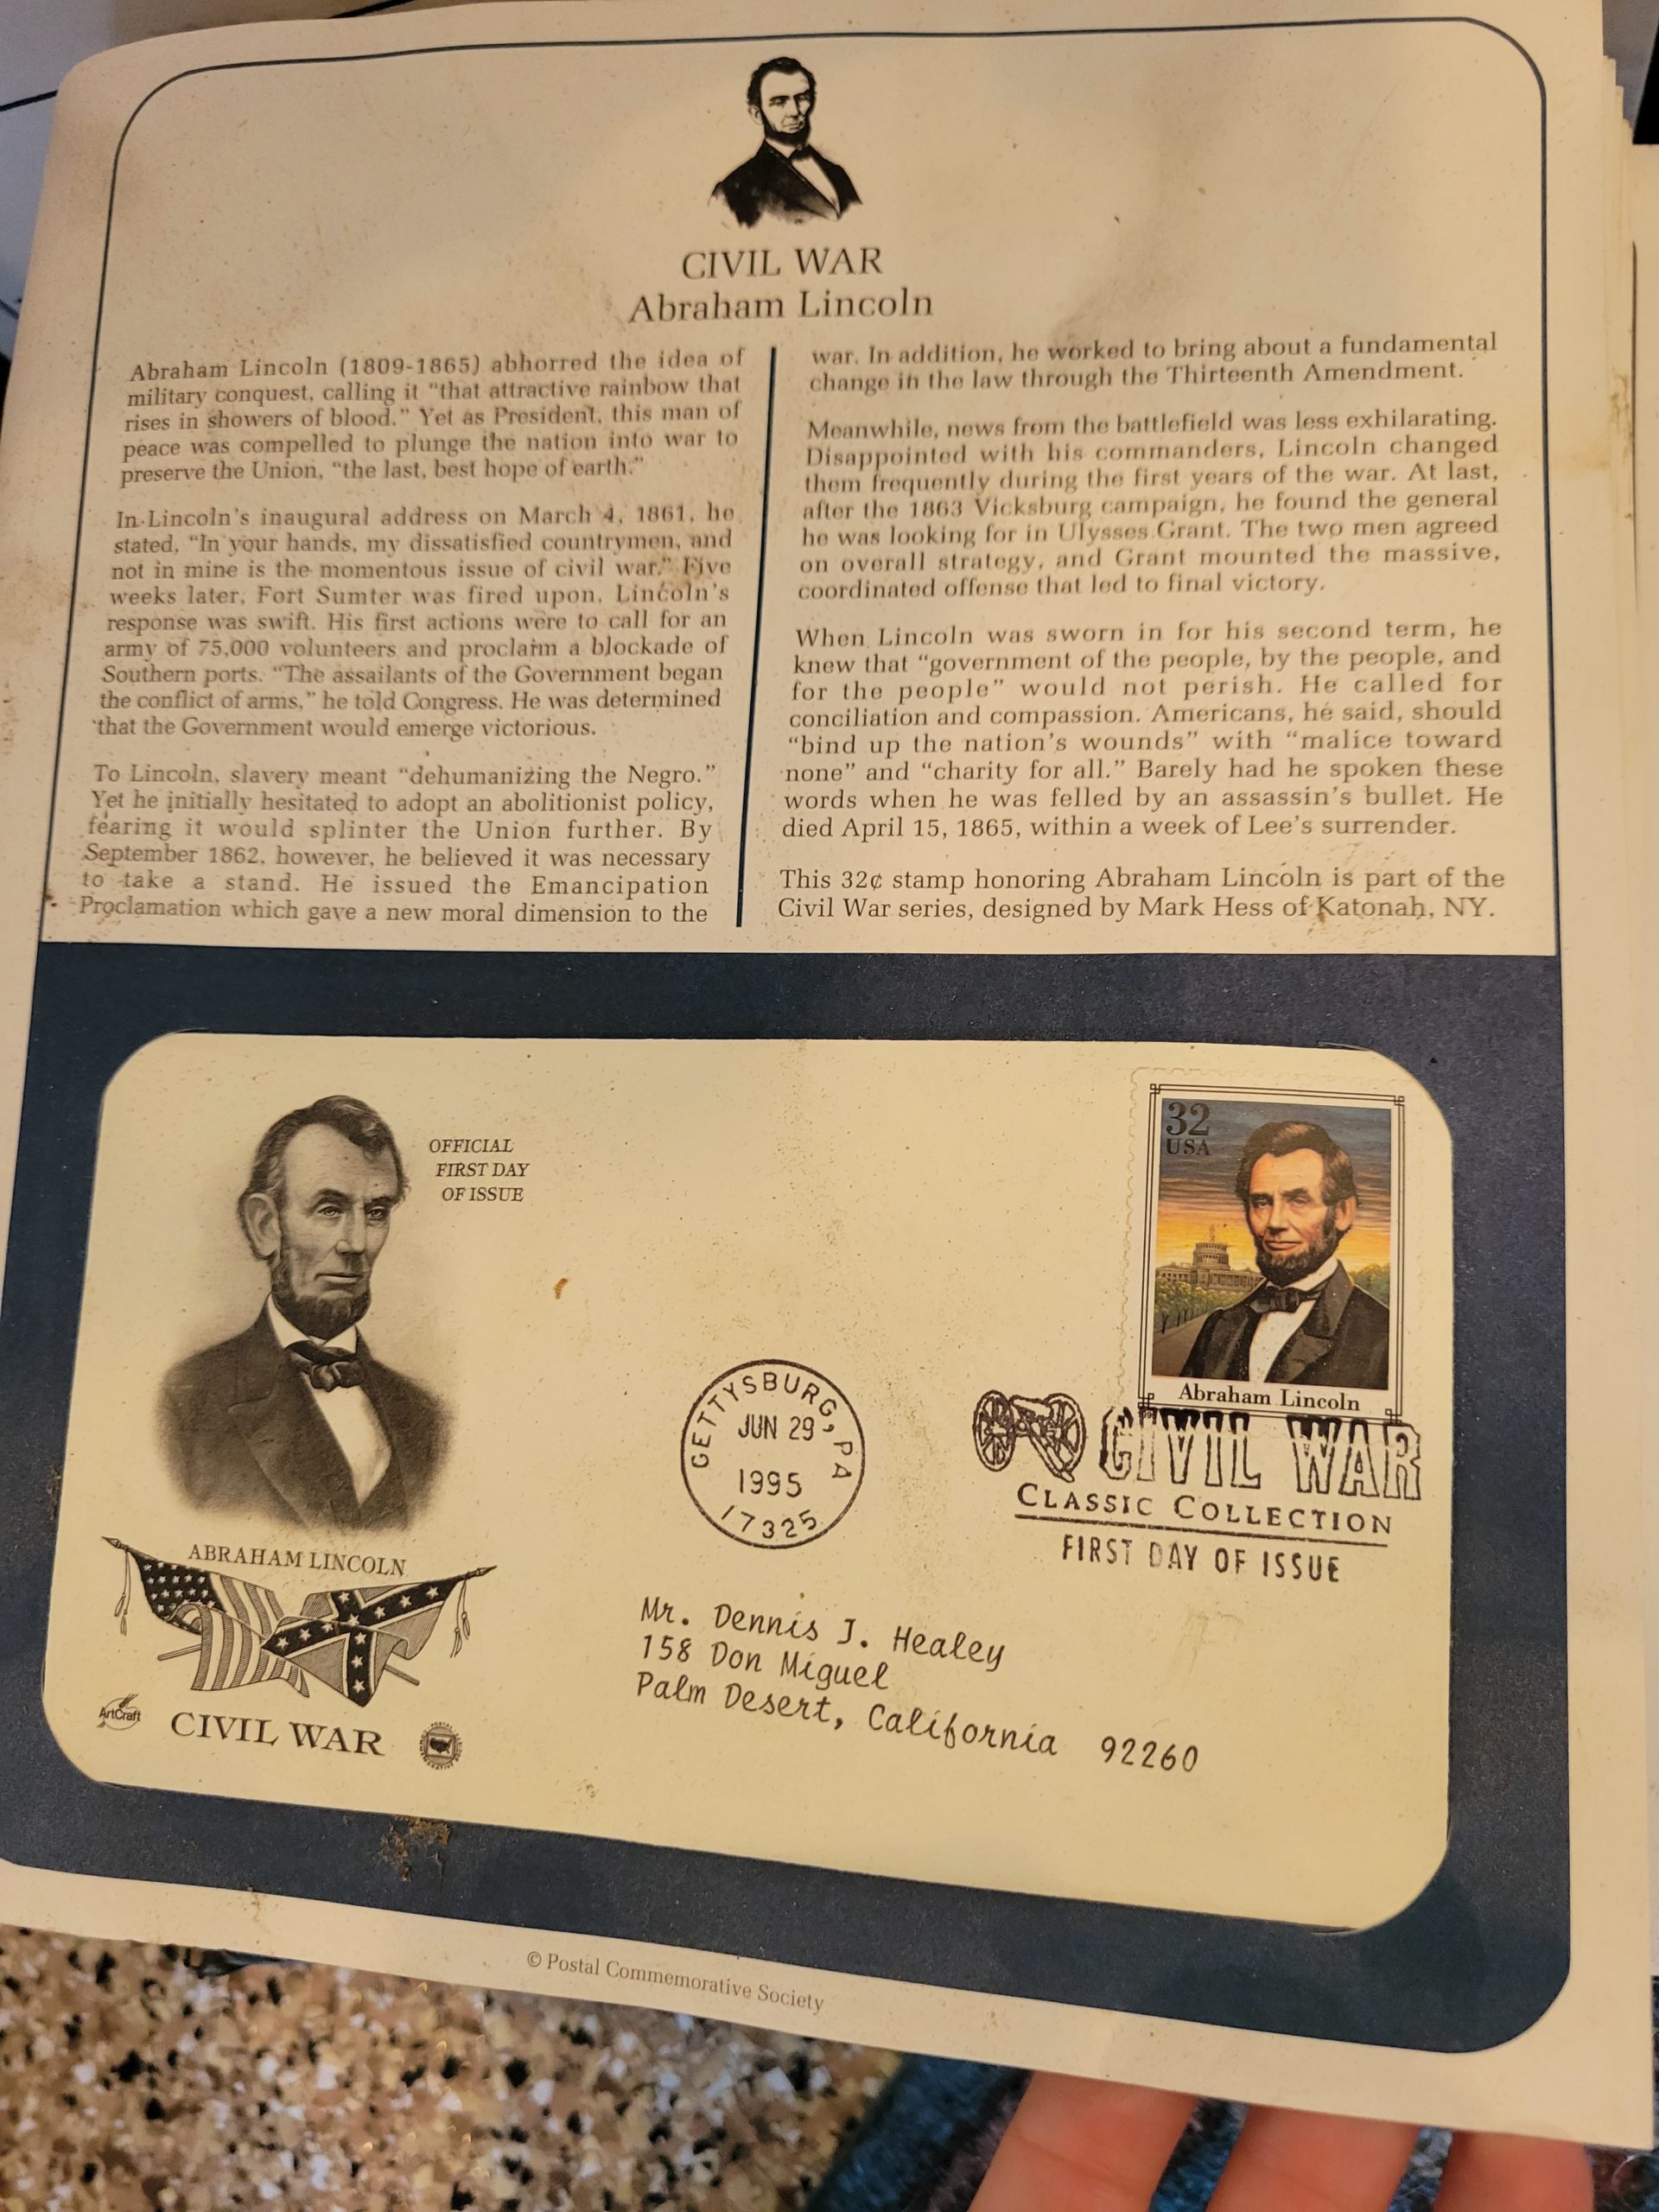 CIVIL WAR
Abraham Lincoln
Abraham Lincoln (1809-1865) abhorred the idea of
military conquest, calling it “that attractive rainbow that
rises in showers of blood.” Yet as President, this man of
peace was compelled to plunge the nation into war to
preserve the Union, “the last, best hope of earth.”
In Lincoln’s inaugural address on March 4, 1861, he
stated, “In your hands, my dissatisfied countrymen, and
not in mine is the momentous issue of civil war.” Five
weeks later, Fort Sumter was fired upon. Lincoln’s
response was swift. His first actions were to call for an
army of 75,000 volunteers and proclaim a blockade of
Southern ports. “The assailants of the Government began
the conflict of arms,” he told Congress. He was determined
that the Government would emerge victorious.
To Lincoln, slavery meant “dehumanizing the Negro.”
Yet he initially hesitated to adopt an abolitionist policy,
fearing it would splinter the Union further. By
September 1862, however, he believed it was necessary
to take a stand. He issued the Emancipation
Proclamation which gave a new moral dimension to the
war. In addition, he worked to bring about a fundamental
change in the law through the Thirteenth Amendment.
Meanwhile, news from the battlefield was less exhilarating.
Disappointed with his commanders, Lincoln changed
them frequently during the first years of the war. At last,
after the 1863 Vicksburg campaign, he found the general
he was looking for in Ulysses Grant. The two men agreed
on overall strategy, and Grant mounted the massive,
coordinated offense that led to final victory.
When Lincoln was sworn in for his second term, he
knew that “government of the people, by the people, and
for the people” would not perish. He called for
conciliation and compassion. Americans, he said, should
“bind up the nation’s wounds” with “malice toward
none” and “charity for all.” Barely had he spoken these
words when he was felled by an assassin’s bullet. He
died April 15, 1865, within a week of Lee’s surrender.
This 32¢ stamp honoring Abraham Lincoln is part of the
Civil War series, designed by Mark Hess of Katonah, NY.
OFFICIAL
FIRST DAY
OF ISSUE
32
USA
Abraham Lincoln
GETTYSBURG, PA
JUN 29
1995
17325
CIVIL WAR
CLASSIC COLLECTION
FIRST DAY OF ISSUE
ABRAHAM LINCOLN
ArtCraft
CIVIL WAR
Mr. Dennis J. Healey
158 Don Miguel
Palm Desert, California 92260
© Postal Commemorative Society